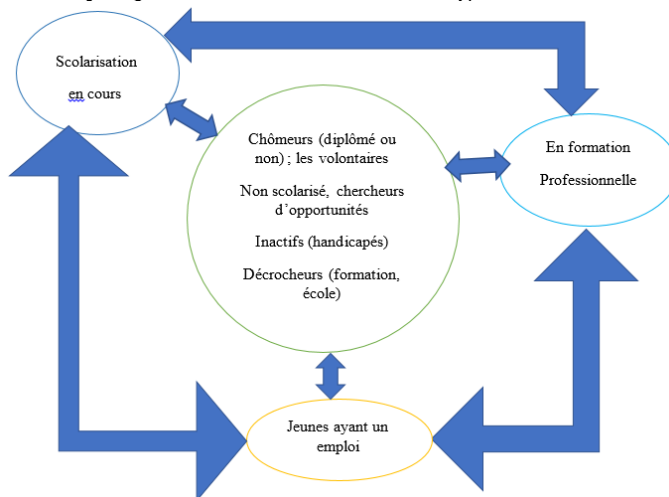 Scolarisation
en cours
Chômeurs (diplômé ou
non) ; les volontaires
Non scolarisé, chercheurs
d'opportunités
Inactifs (handicapés)
Décrocheurs (formation,
école)
En formation
Professionnelle
Jeunes ayant un
emploi